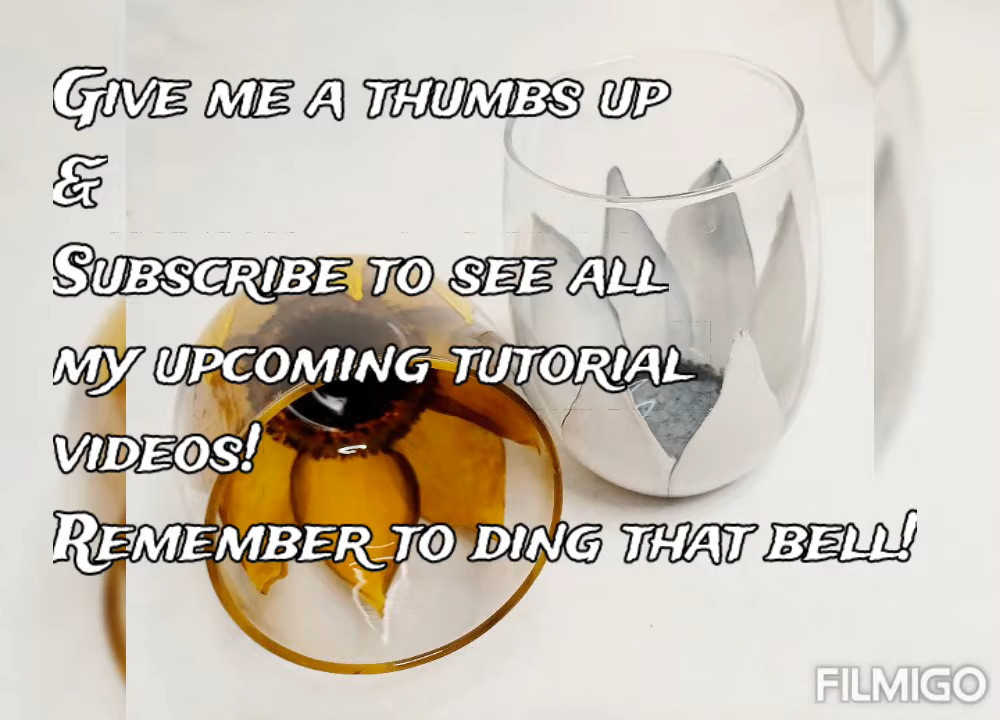 Give me a thumbs up
&
Subscribe to see all
my upcoming tutorial
videos!
Remember to ding that bell!
FILMIGO